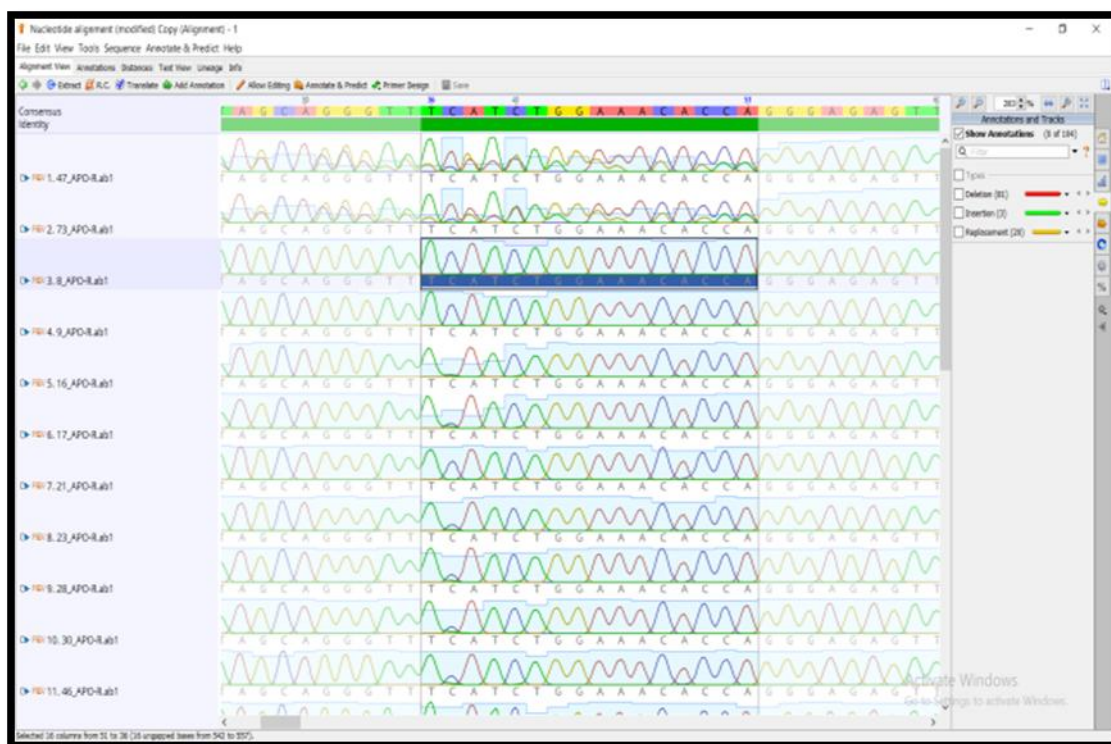 Nucleotide alignment (modified) Copy (Alignment) - 1
File Edit View Tools Sequence Annotate & Predict Help
Alignment View Annotations Distances Text View Lineage Info
Extract R.C. Translate Add Annotation Allow Editing Annotate & Predict Primer Design Save
Consensus
Identity
A G C A G G G T T T C A T C T G G A A A C A C C A G G G A G A G T T
1. 47_APO-R.ab1
T C A T C T G G A A A C A C C A
2. 73_APO-R.ab1
T C A T C T G G A A A C A C C A
3. 8_APO-R.ab1
T C A T C T G G A A A C A C C A
4. 9_APO-R.ab1
T C A T C T G G A A A C A C C A
5. 16_APO-R.ab1
T C A T C T G G A A A C A C C A
6. 17_APO-R.ab1
T C A T C T G G A A A C A C C A
7. 21_APO-R.ab1
T C A T C T G G A A A C A C C A
8. 23_APO-R.ab1
T C A T C T G G A A A C A C C A
9. 28_APO-R.ab1
T C A T C T G G A A A C A C C A
10. 30_APO-R.ab1
T C A T C T G G A A A C A C C A
11. 46_APO-R.ab1
T C A T C T G G A A A C A C C A
Annotations and Tracks
Show Annotations
Filter
Types
Deletion (81)
Insertion (3)
Replacement (20)
Activate Windows
Go to Settings to activate Windows.
Selected 16 columns from 51 to 36 (16 ungapped bases from 542 to 557).